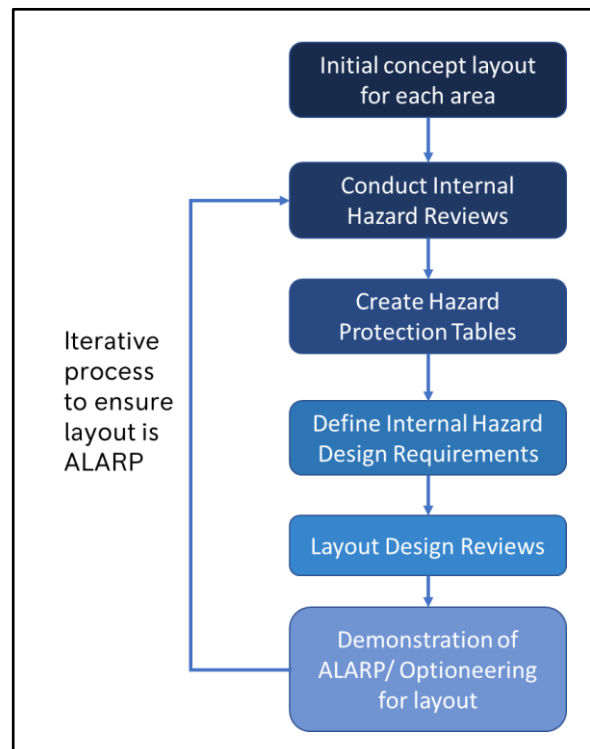 Initial concept layout
for each area
Conduct Internal
Hazard Reviews
Create Hazard
Protection Tables
Iterative
process
to ensure
layout is
ALARP
Define Internal Hazard
Design Requirements
Layout Design Reviews
Demonstration of
ALARP/ Optioneering
for layout